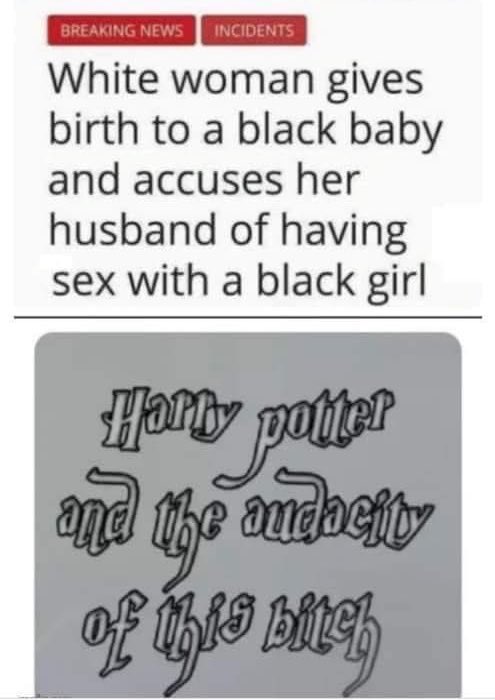 BREAKING NEWS INCIDENTS
White woman gives
birth to a black baby
and accuses her
husband of having
sex with a black girl
Harry potter
and the audacity
of this bitch